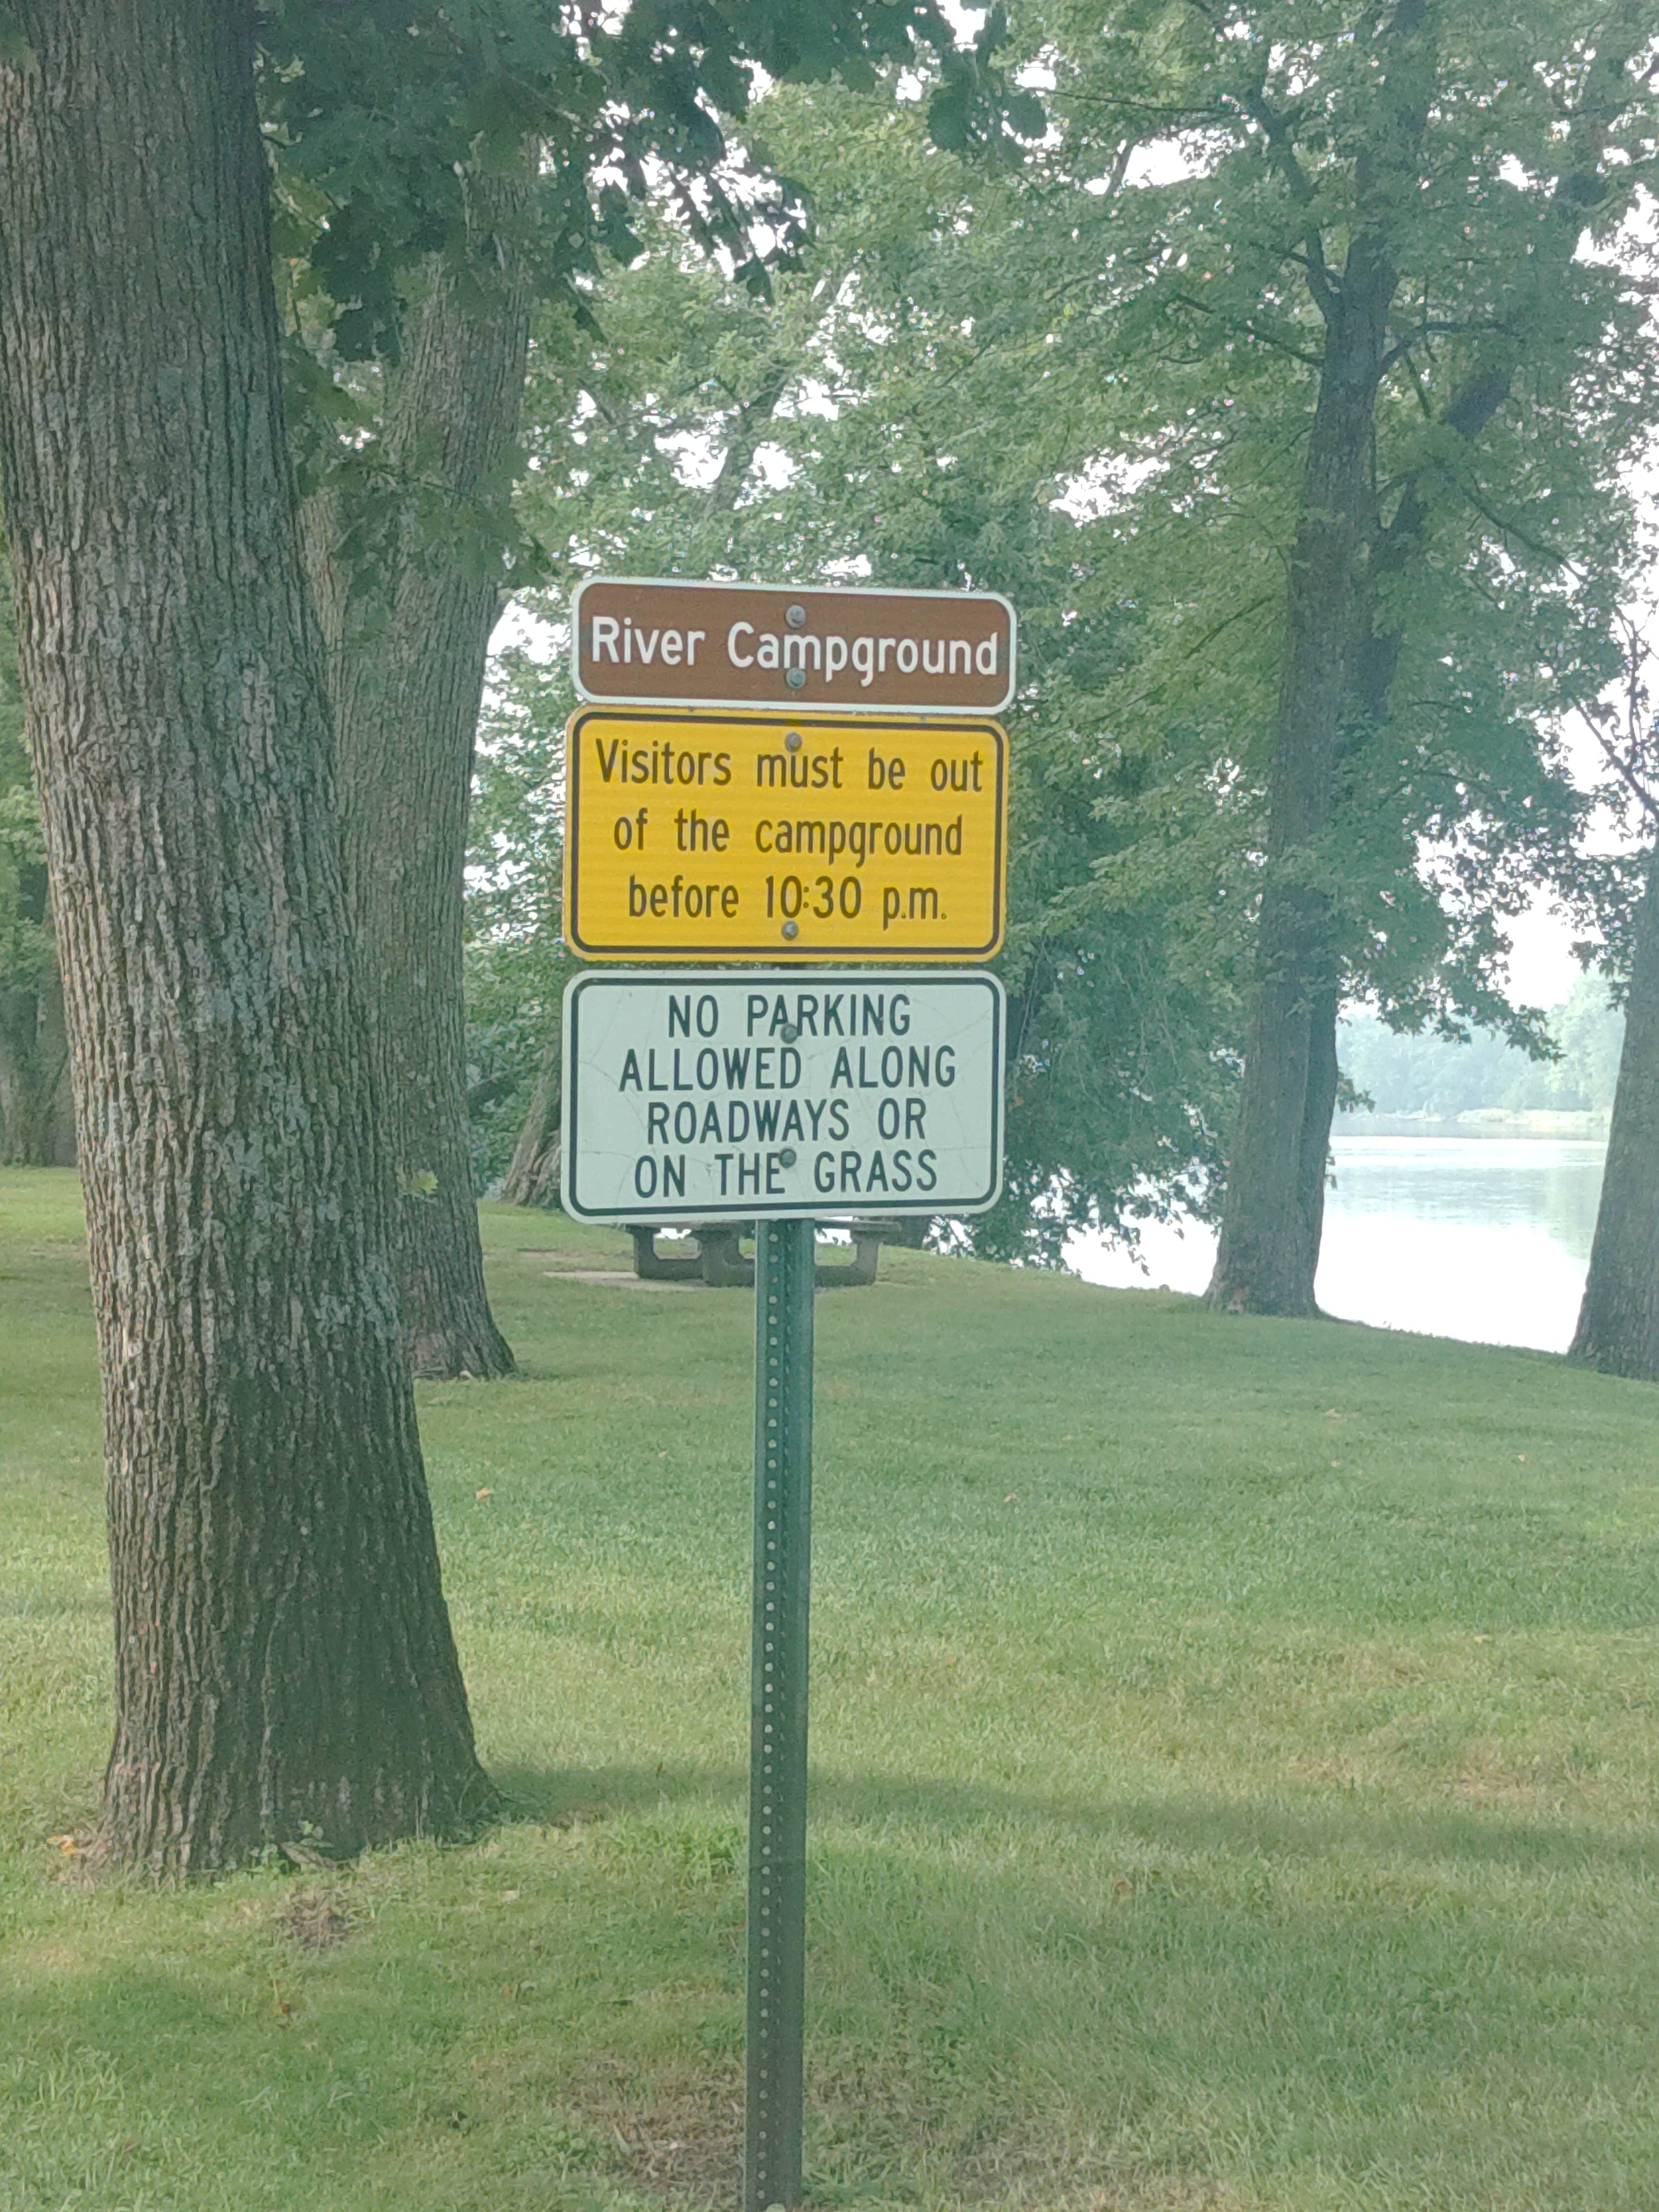 River Campground
Visitors must be out
of the campground
before 10:30 p.m.
NO PARKING
ALLOWED ALONG
ROADWAYS OR
ON THE GRASS